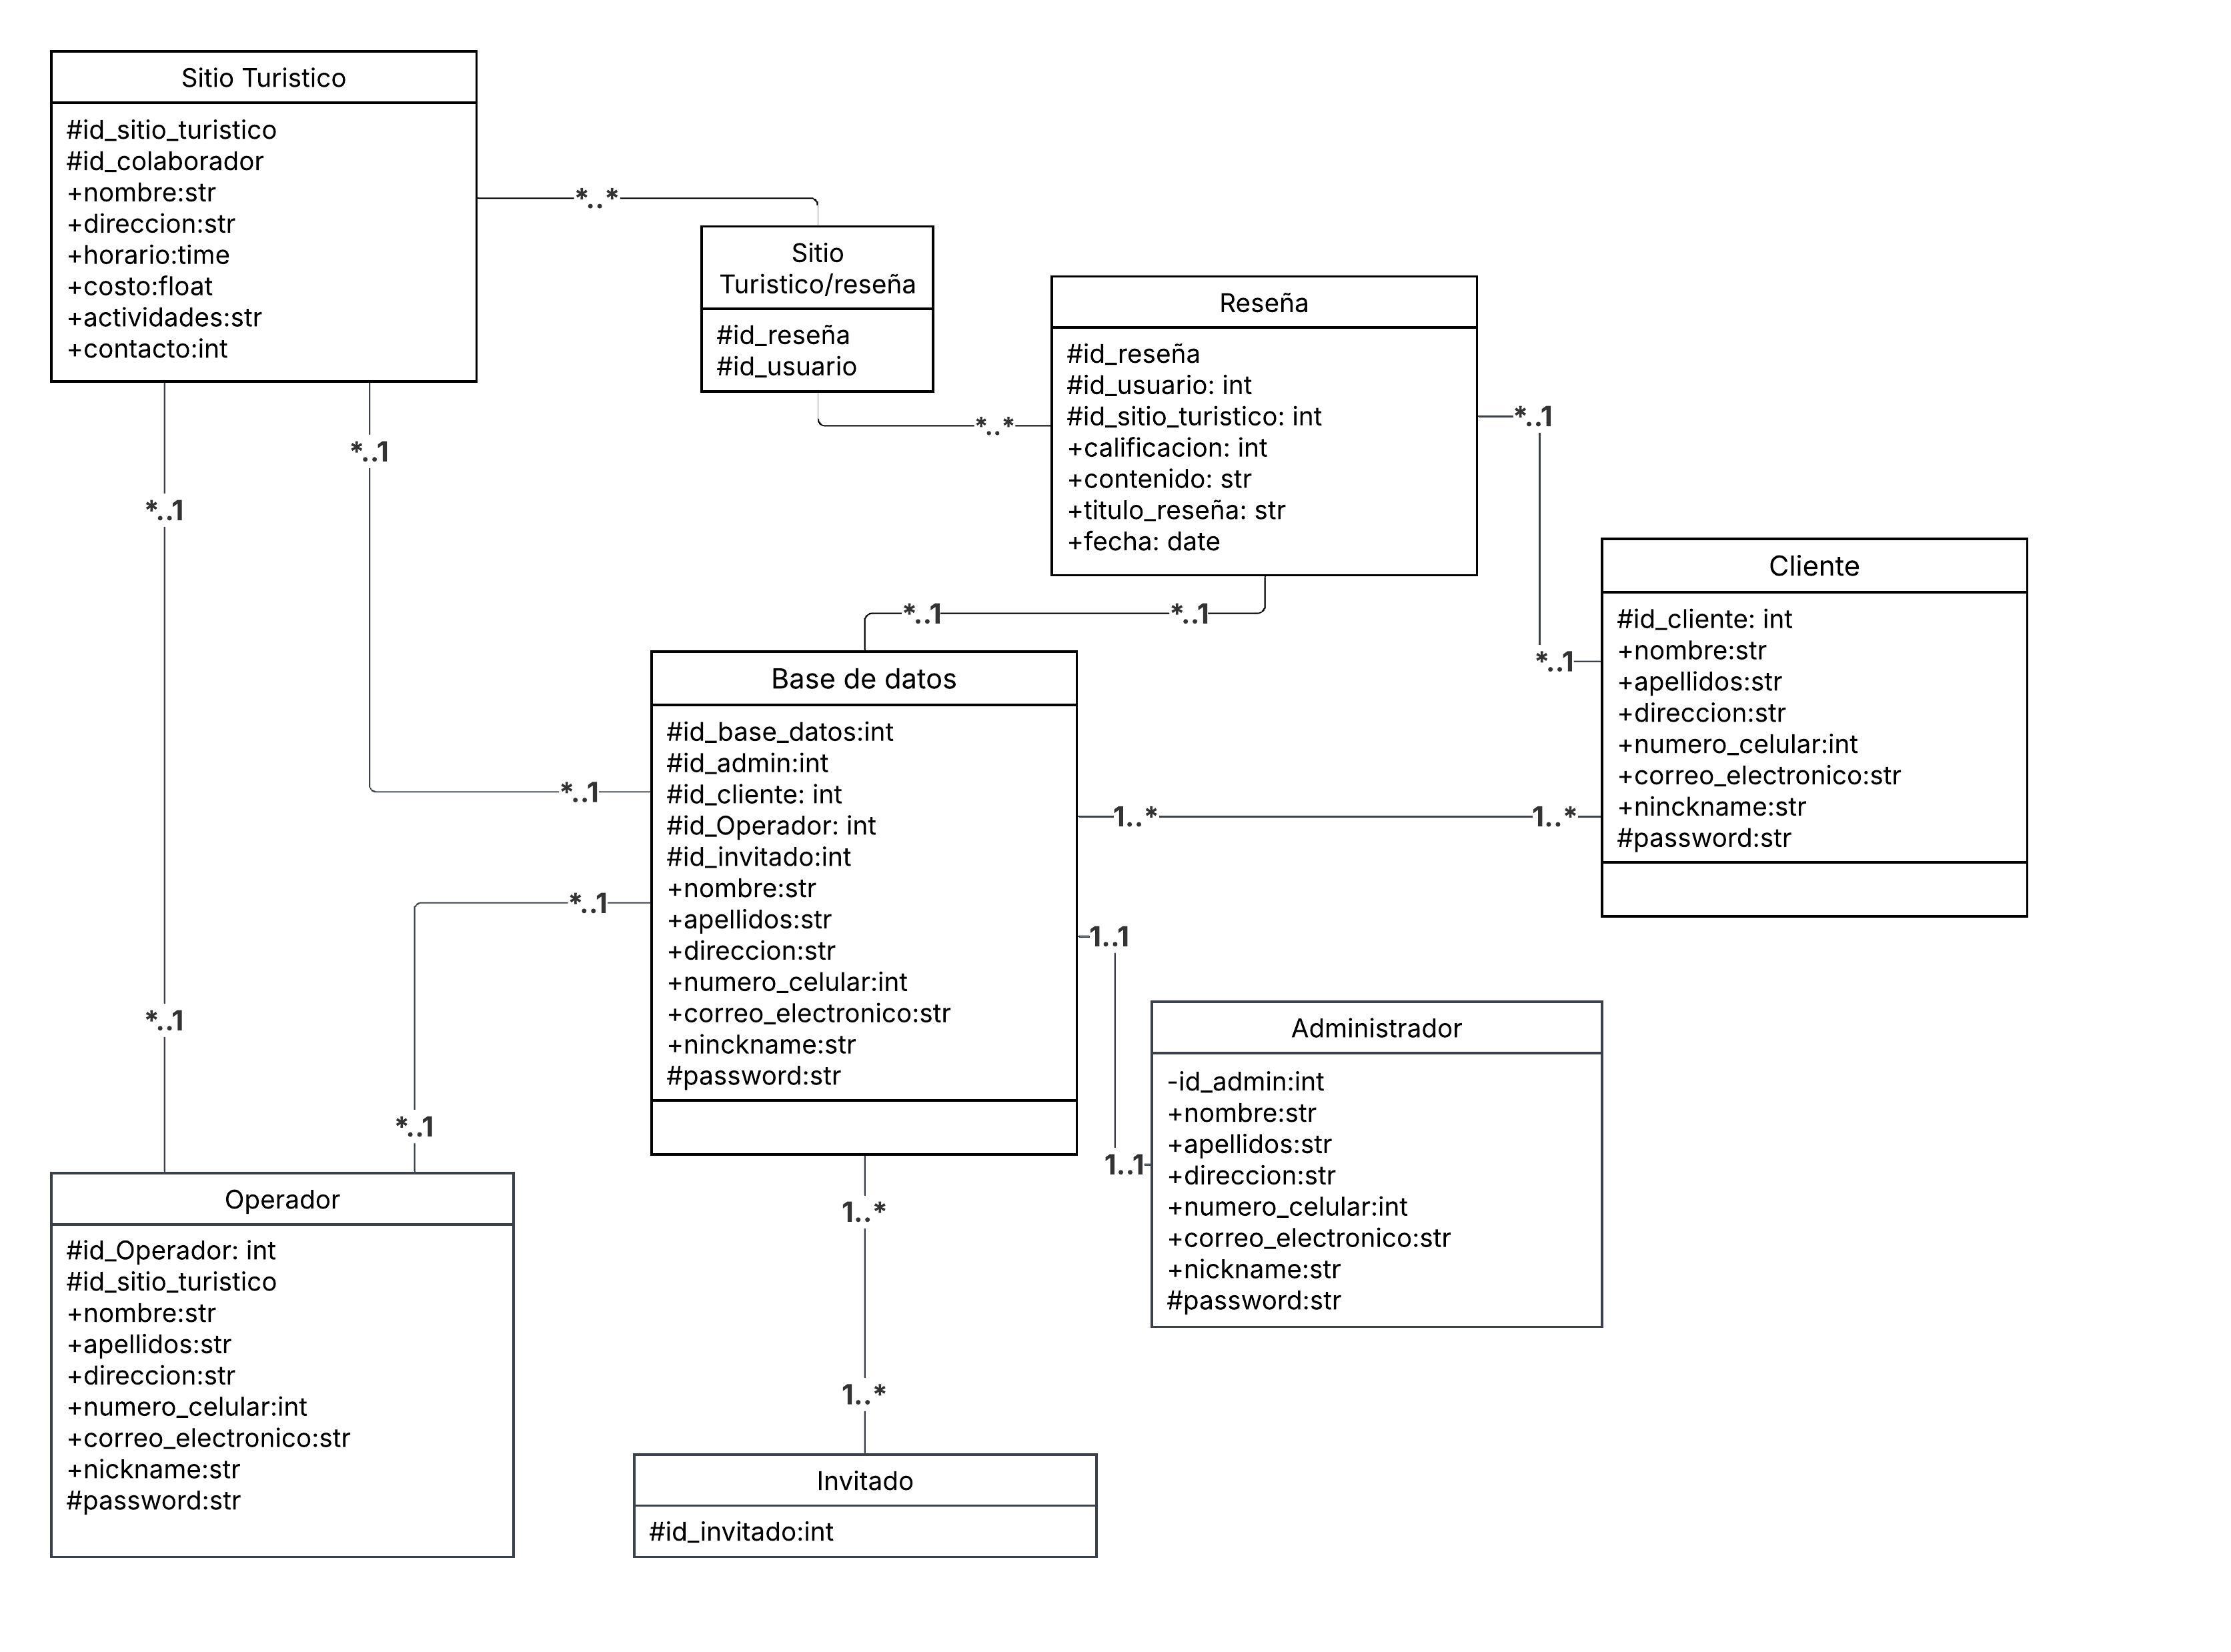 Sitio Turistico
#id_sitio_turistico
#id_colaborador
+nombre:str
+direccion:str
+horario:time
+costo:float
+actividades:str
+contacto:int
*..*
Sitio
Turistico/reseña
#id_reseña
#id_usuario
*..*
Reseña
#id_reseña
#id_usuario: int
#id_sitio_turistico: int
+calificacion: int
+contenido: str
+titulo_reseña: str
+fecha: date
*..1
*..1
*..1
*..1
*..1
*..1
*..1
Cliente
#id_cliente: int
+nombre:str
+apellidos:str
+direccion:str
+numero_celular:int
+correo_electronico:str
+ninckname:str
#password:str
Base de datos
#id_base_datos:int
#id_admin:int
#id_cliente: int
#id_Operador: int
#id_invitado:int
+nombre:str
+apellidos:str
+direccion:str
+numero_celular:int
+correo_electronico:str
+ninckname:str
#password:str
1..*
1..*
*..1
1..1
*..1
*..1
1..1
Administrador
-id_admin:int
+nombre:str
+apellidos:str
+direccion:str
+numero_celular:int
+correo_electronico:str
+nickname:str
#password:str
Operador
#id_Operador: int
#id_sitio_turistico
+nombre:str
+apellidos:str
+direccion:str
+numero_celular:int
+correo_electronico:str
+nickname:str
#password:str
1..*
1..*
Invitado
#id_invitado:int